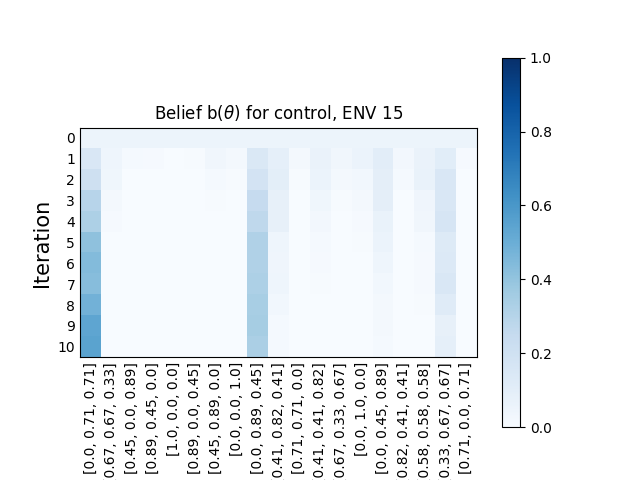 Belief b(θ) for control, ENV 15
Iteration
0
1
2
3
4
5
6
7
8
9
10
[0.0, 0.71, 0.71]
0.67, 0.67, 0.33]
[0.45, 0.0, 0.89]
[0.89, 0.45, 0.0]
[1.0, 0.0, 0.0]
[0.89, 0.0, 0.45]
[0.45, 0.89, 0.0]
[0.0, 0.0, 1.0]
[0.0, 0.89, 0.45]
0.41, 0.82, 0.41]
[0.71, 0.71, 0.0]
0.41, 0.41, 0.82]
0.67, 0.33, 0.67]
[0.0, 1.0, 0.0]
[0.0, 0.45, 0.89]
0.82, 0.41, 0.41]
0.58, 0.58, 0.58]
0.33, 0.67, 0.67]
[0.71, 0.0, 0.71]
1.0
0.8
0.6
0.4
0.2
0.0